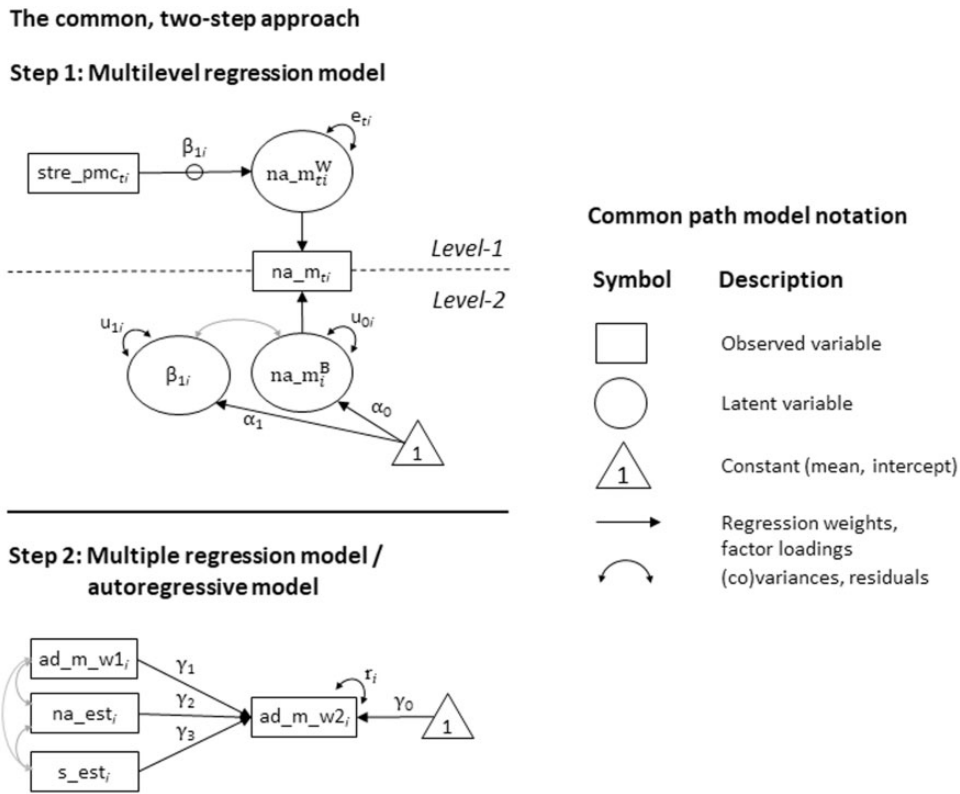 The common, two-step approach
Step 1: Multilevel regression model
e_ti
β_1i
stre_pmc_ti
na_m^W_ti
Level-1
na_m_ti
Level-2
u_1i
u_0i
β_1i
na_m^B_i
α_0
α_1
1
Step 2: Multiple regression model /
autoregressive model
ad_m_w1_i
γ_1
r_i
na_est_i
γ_2
ad_m_w2_i
γ_0
1
γ_3
s_est_i
Common path model notation
Symbol Description
Observed variable
Latent variable
1 Constant (mean, intercept)
Regression weights,
factor loadings
(co)variances, residuals